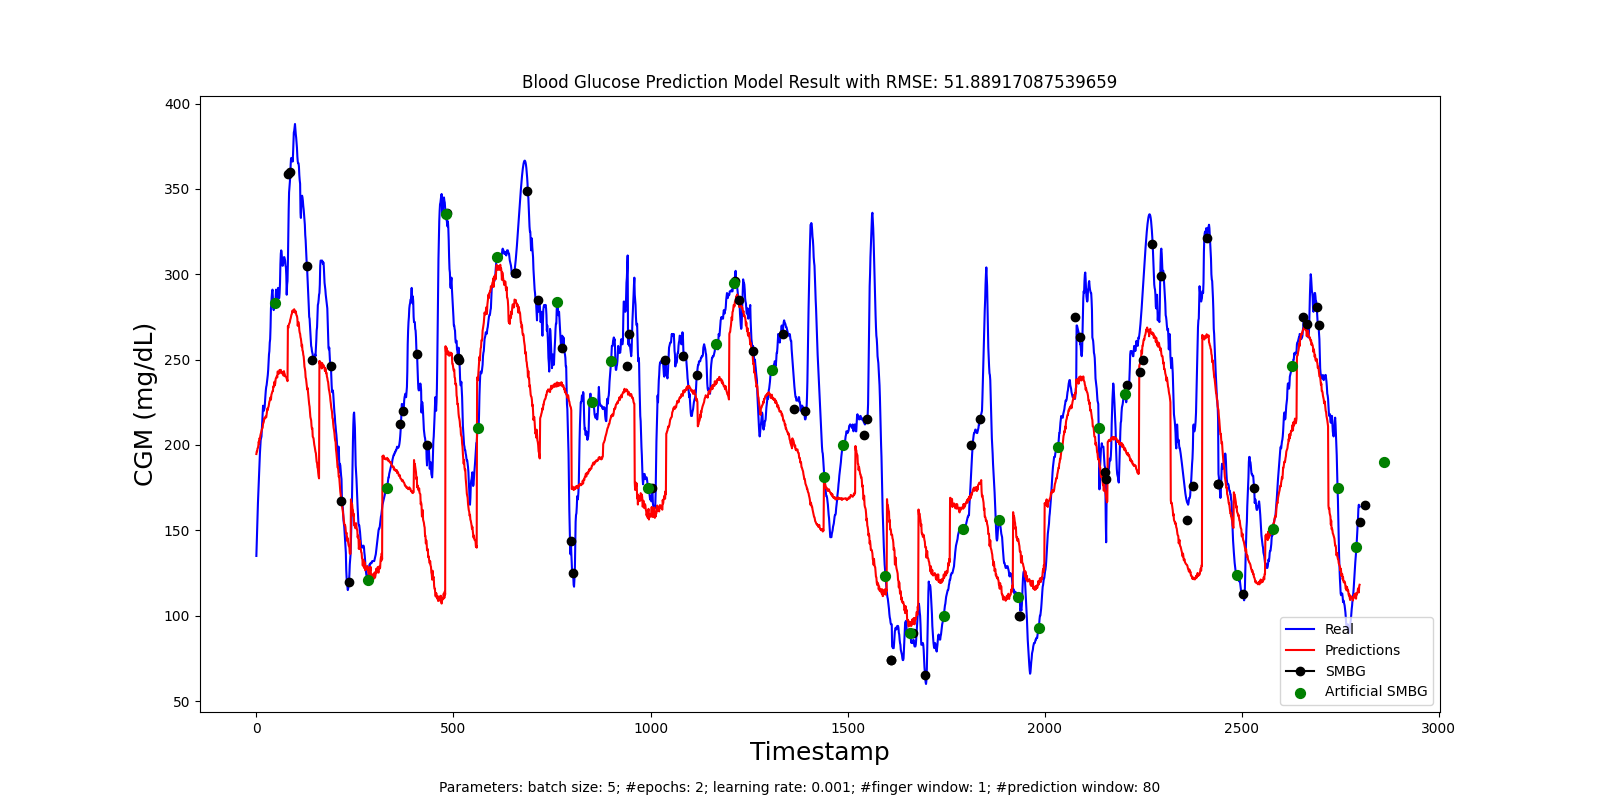 Blood Glucose Prediction Model Result with RMSE: 51.88917087539659
400
350
300
250
200
150
100
50
CGM (mg/dL)
0 500 1000 1500 2000 2500 3000
Timestamp
Real
Predictions
SMBG
Artificial SMBG
Parameters: batch size: 5; #epochs: 2; learning rate: 0.001; #finger window: 1; #prediction window: 80